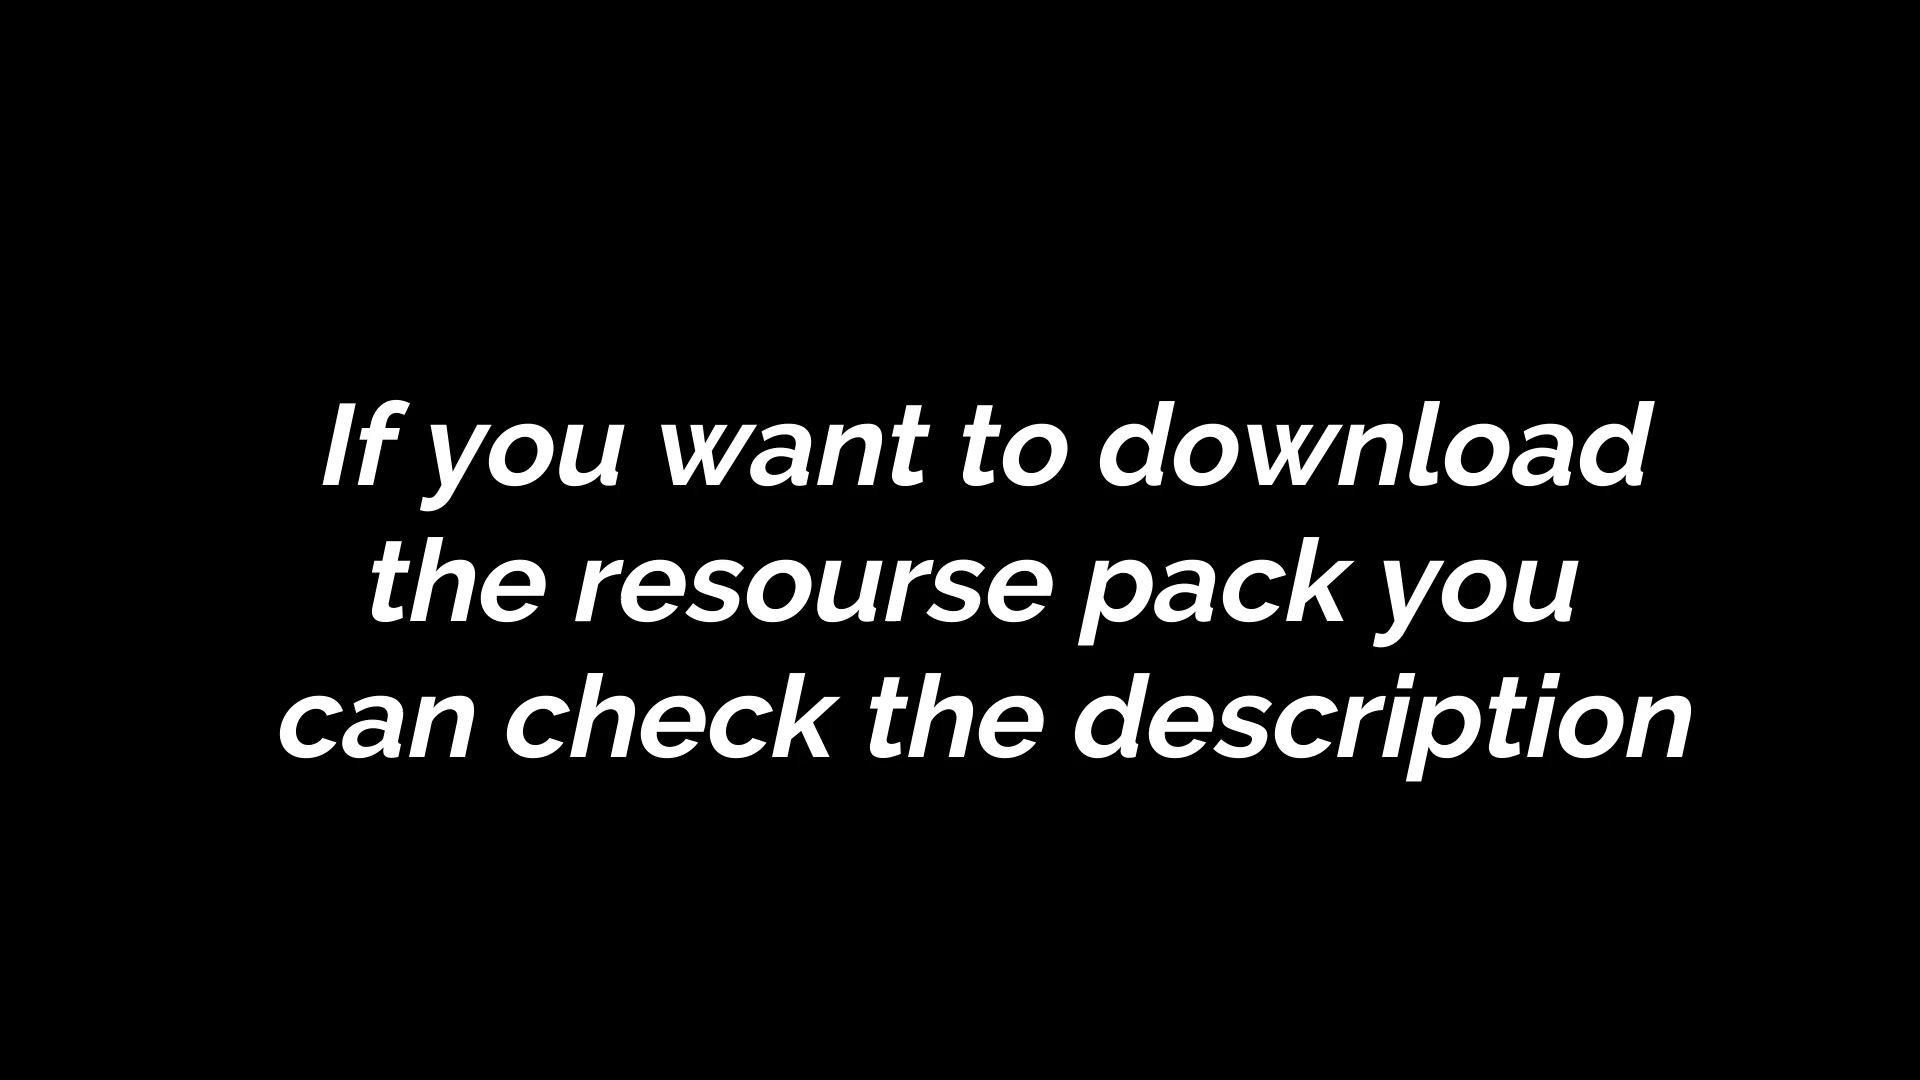 If you want to download
the resourse pack you
can check the description